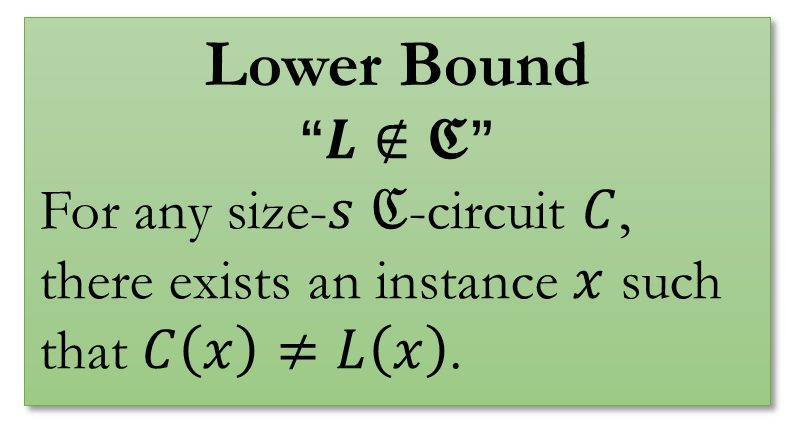 Lower Bound
“𝑳 ∉ 𝕮”
For any size-𝑠 ℭ-circuit 𝐶,
there exists an instance 𝑥 such
that 𝐶(𝑥) ≠ 𝐿(𝑥).